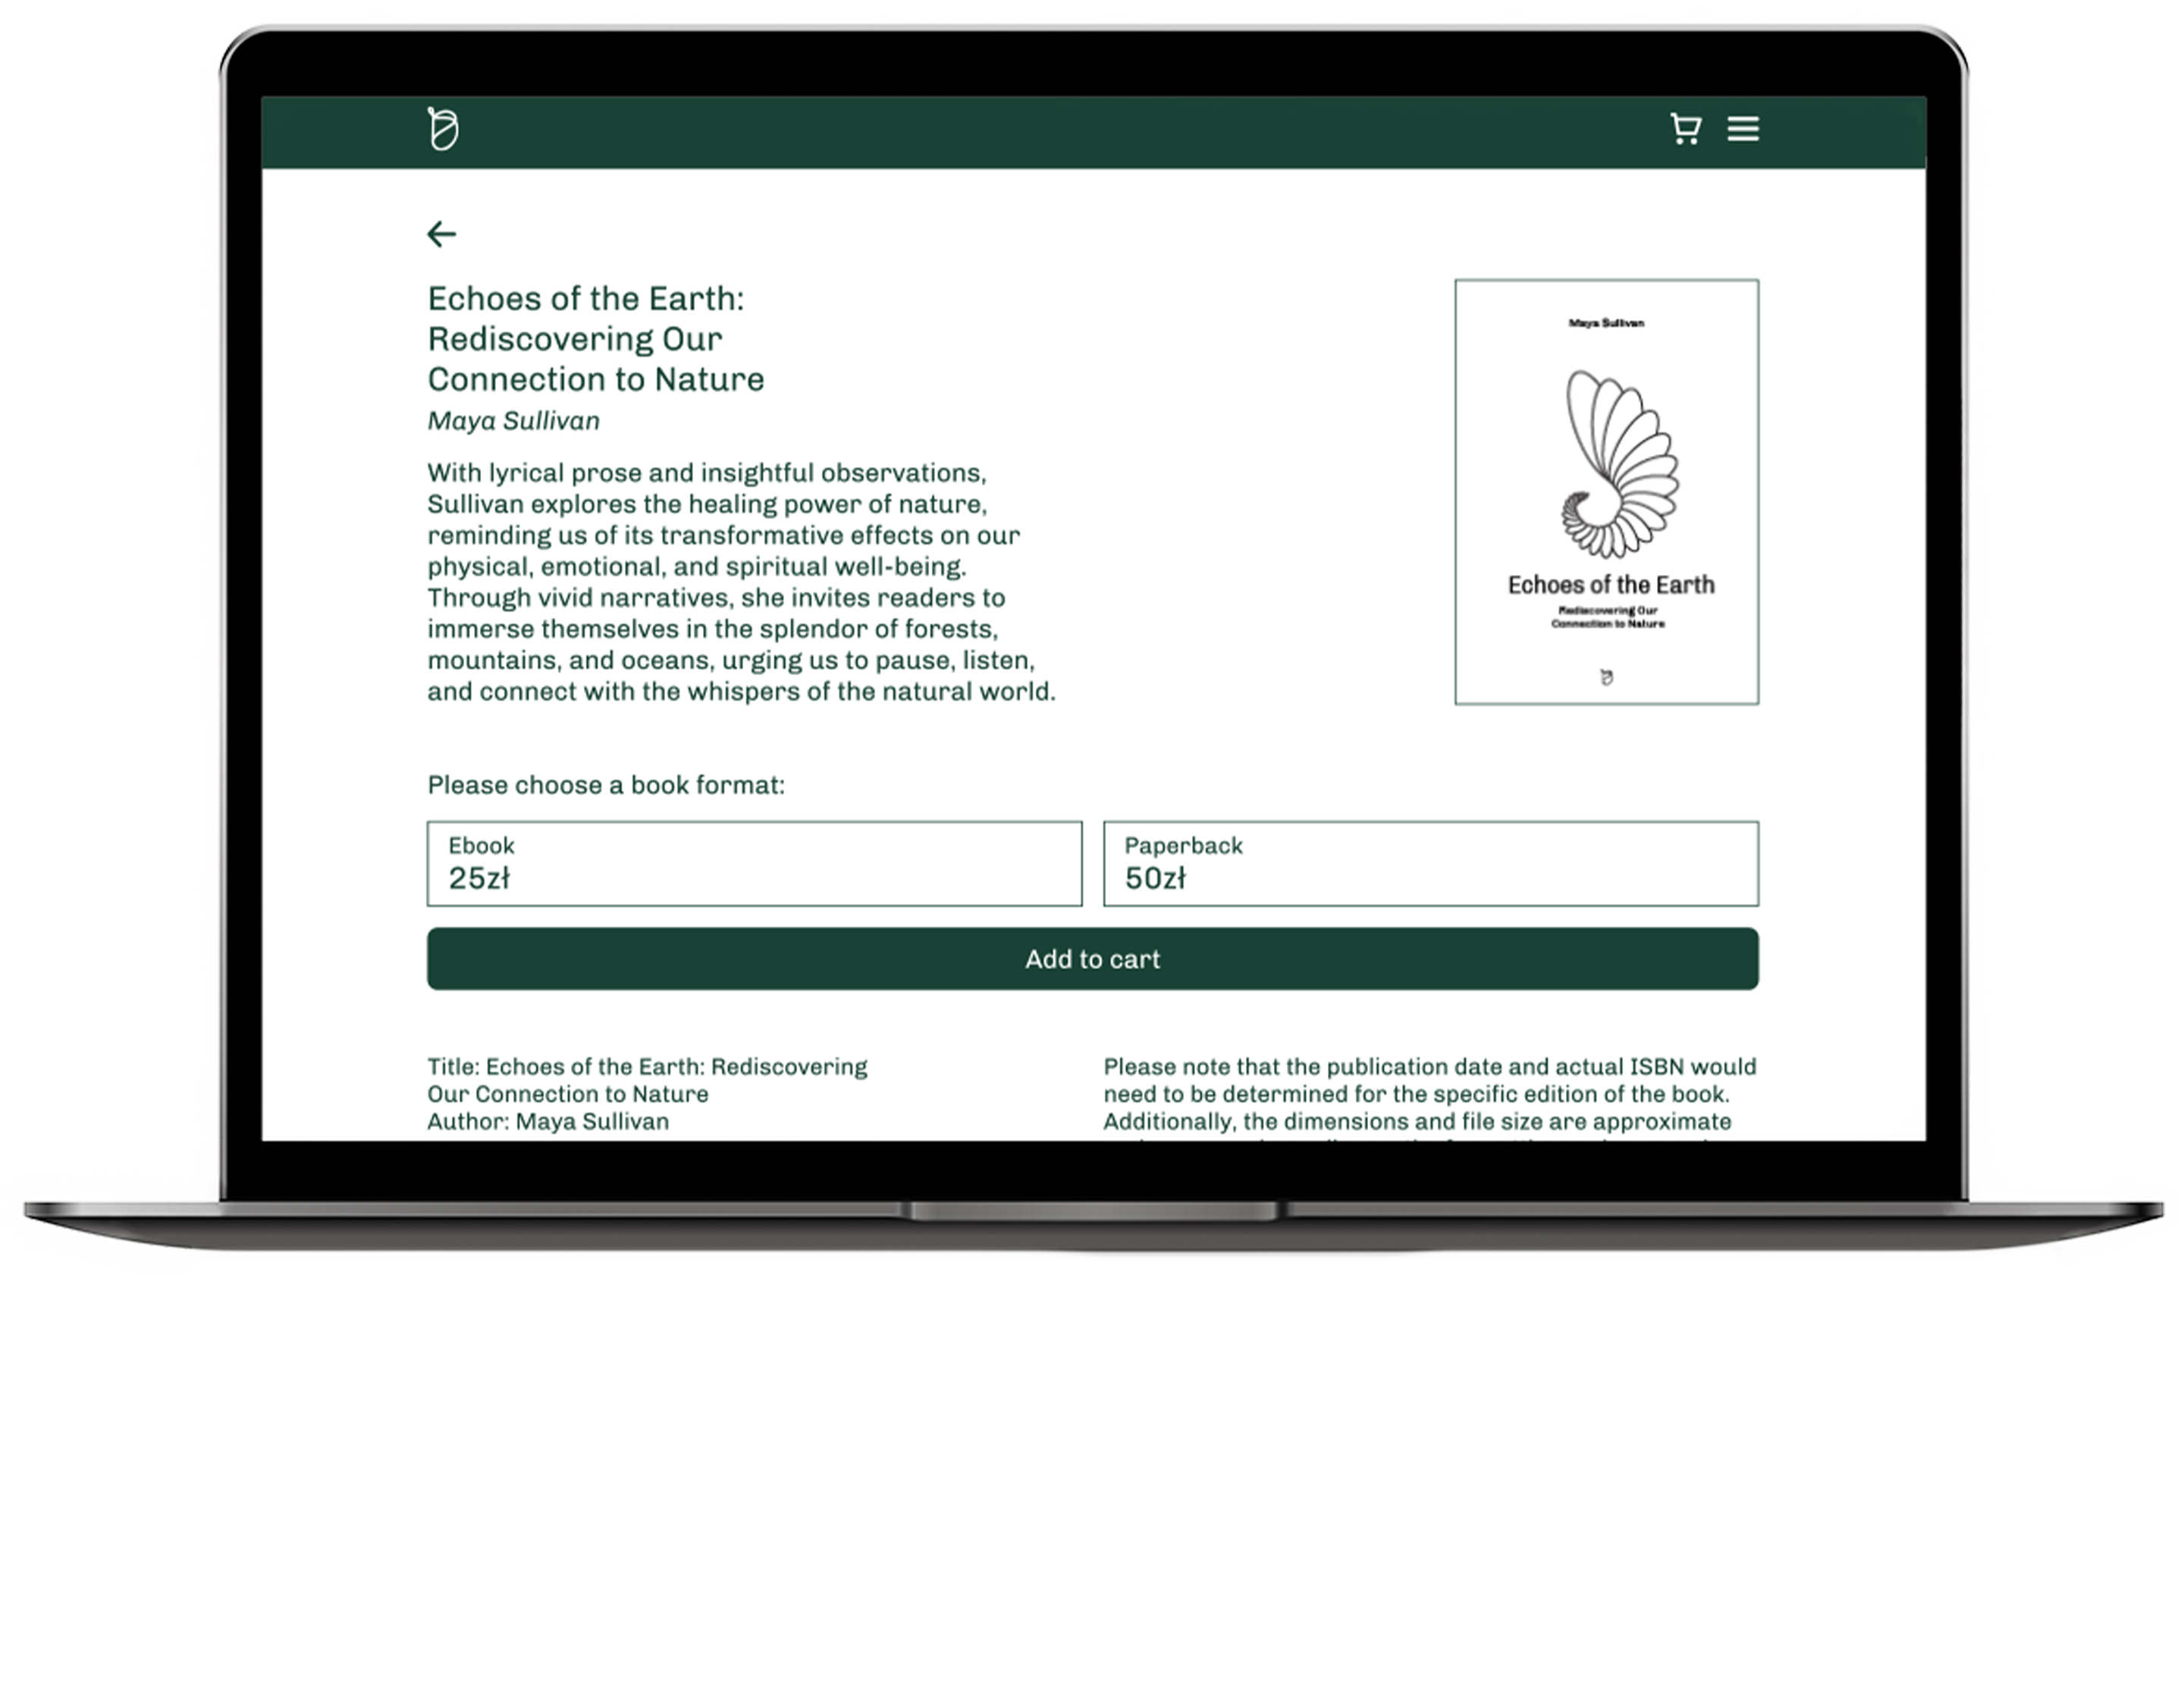 Echoes of the Earth:
Rediscovering Our
Connection to Nature
Maya Sullivan
With lyrical prose and insightful observations,
Sullivan explores the healing power of nature,
reminding us of its transformative effects on our
physical, emotional, and spiritual well-being.
Through vivid narratives, she invites readers to
immerse themselves in the splendor of forests,
mountains, and oceans, urging us to pause, listen,
and connect with the whispers of the natural world.
Maya Sullivan
Echoes of the Earth
Rediscovering Our
Connection to Nature
Please choose a book format:
Ebook
25zł
Paperback
50zł
Add to cart
Title: Echoes of the Earth: Rediscovering
Our Connection to Nature
Author: Maya Sullivan
Please note that the publication date and actual ISBN would
need to be determined for the specific edition of the book.
Additionally, the dimensions and file size are approximate